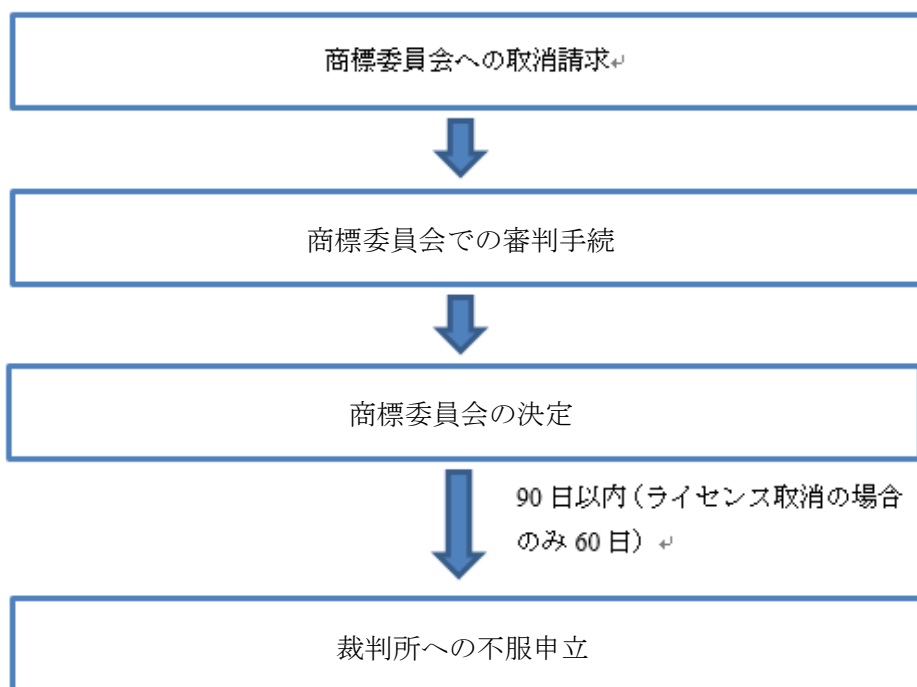 商標委員会への取消請求↵
商標委員会での審判手続
商標委員会の決定
90 日以内（ライセンス取消の場合
のみ 60 日）↵
裁判所への不服申立